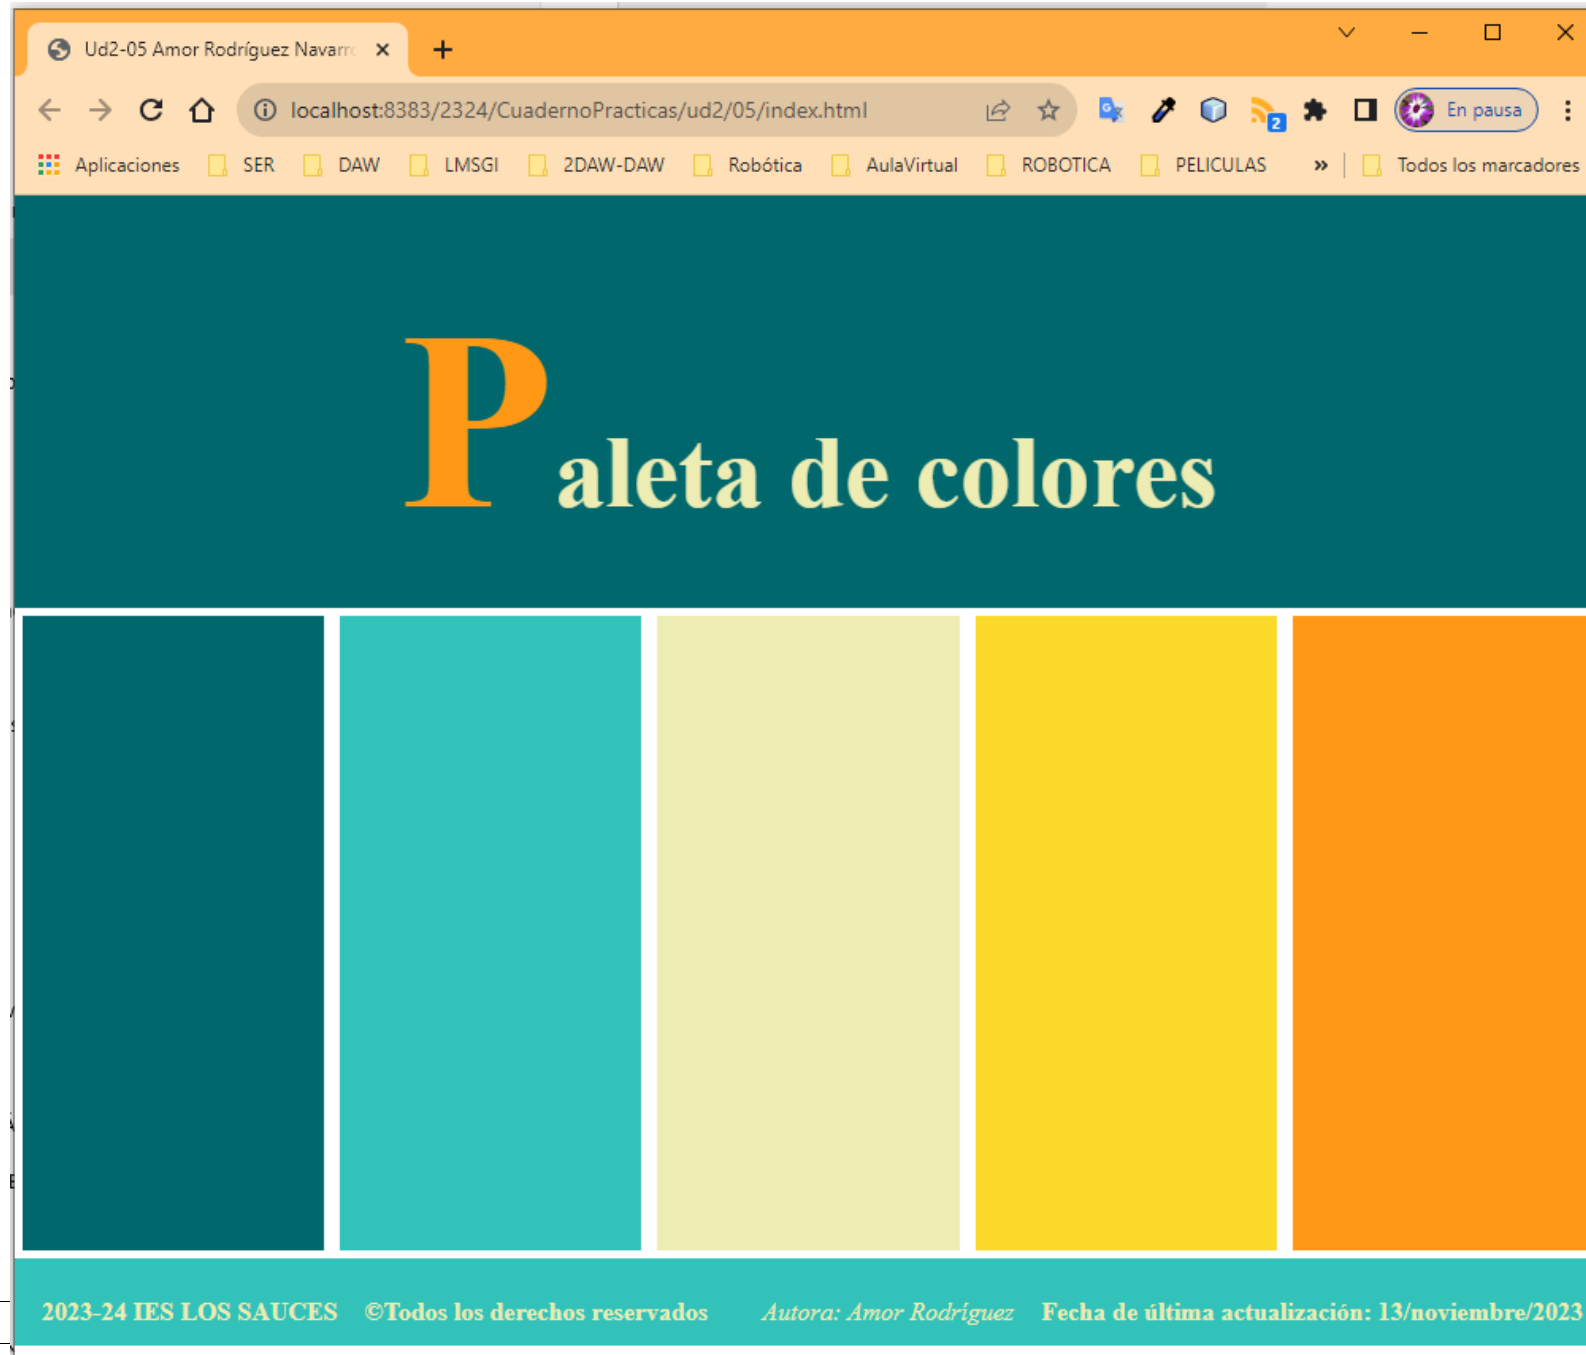 Ud2-05 Amor Rodríguez Navarro
localhost:8383/2324/CuadernoPracticas/ud2/05/index.html
2
En pausa
Aplicaciones SER DAW LMSGI 2DAW-DAW Robótica AulaVirtual ROBOTICA PELICULAS » Todos los marcadores
Paleta de colores
2023-24 IES LOS SAUCES ©Todos los derechos reservados Autora: Amor Rodríguez Fecha de última actualización: 13/noviembre/2023